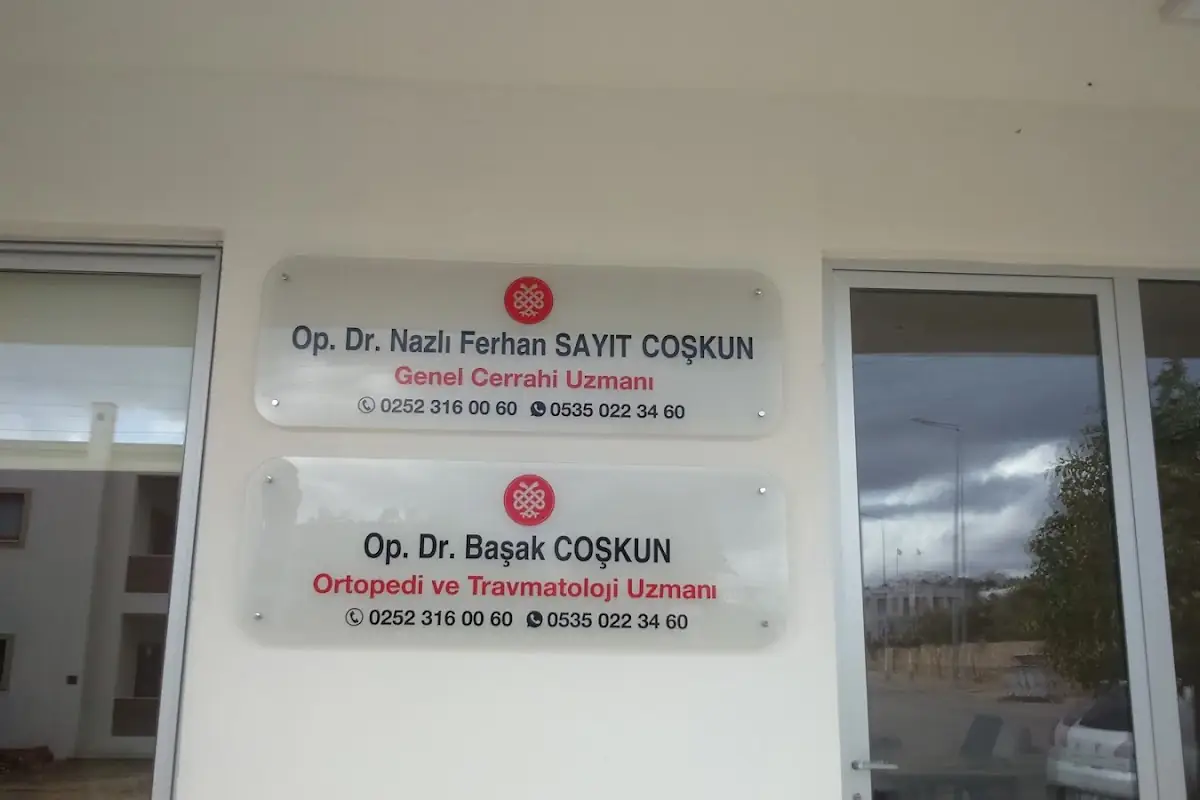 Op. Dr. Nazlı Ferhan SAYIT COŞKUN
Genel Cerrahi Uzmanı
0252 316 00 60 0535 022 34 60
Op. Dr. Başak COŞKUN
Ortopedi ve Travmatoloji Uzmanı
0252 316 00 60 0535 022 34 60